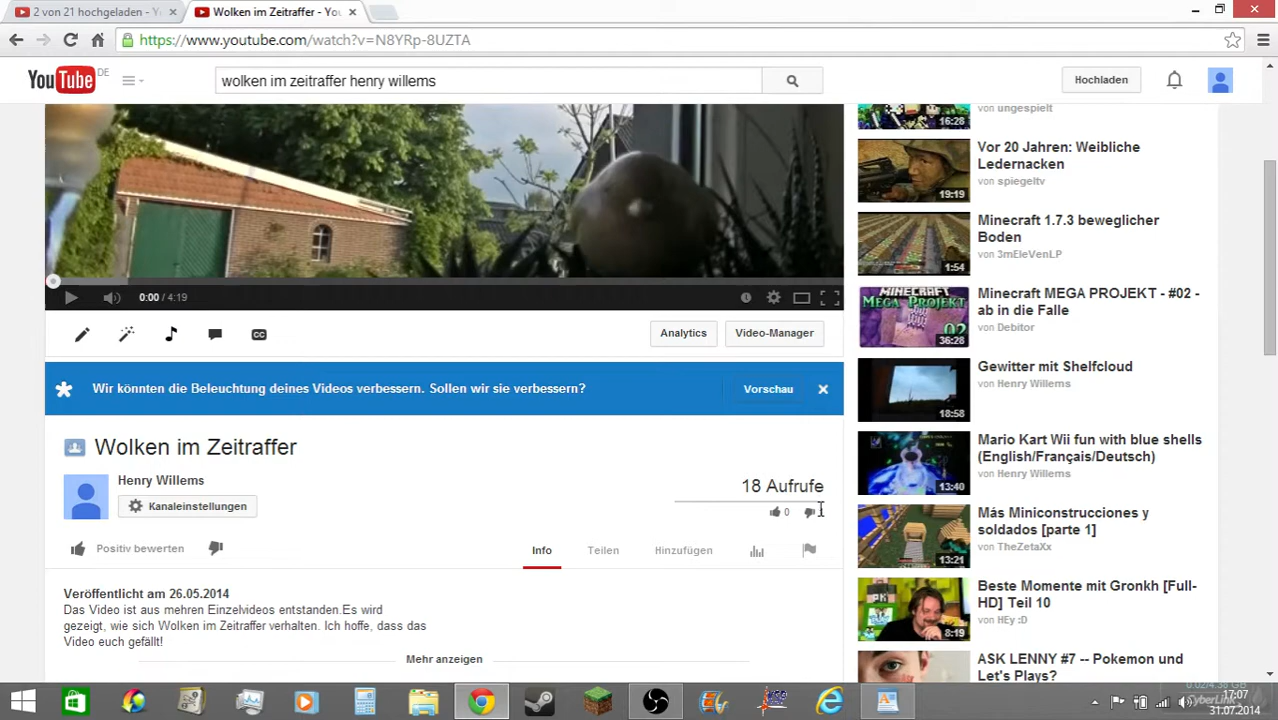 2 von 21 hochgeladen - Y
Wolken im Zeitraffer - You
https://www.youtube.com/watch?v=N8YRp-8UZTA
YouTube DE
wolken im zeitraffer henry willems
Hochladen
0:00 / 4:19
Analytics
Video-Manager
Wir könnten die Beleuchtung deines Videos verbessern. Sollen wir sie verbessern?
Vorschau
Wolken im Zeitraffer
Henry Willems
Kanaleinstellungen
18 Aufrufe
0
Positiv bewerten
Info
Teilen
Hinzufügen
Veröffentlicht am 26.05.2014
Das Video ist aus mehren Einzelvideos entstanden.Es wird
gezeigt, wie sich Wolken im Zeitraffer verhalten. Ich hoffe, dass das
Video euch gefällt!
Mehr anzeigen
von ungespielt
16:28
Vor 20 Jahren: Weibliche
Ledernacken
von spiegeltv
19:19
Minecraft 1.7.3 beweglicher
Boden
von 3mEleVenLP
1:54
Minecraft MEGA PROJEKT - #02 -
ab in die Falle
von Debitor
MINECRAFT
MEGA PROJEKT
02
36:28
Gewitter mit Shelfcloud
von Henry Willems
18:58
Mario Kart Wii fun with blue shells
(English/Français/Deutsch)
von Henry Willems
13:40
Más Miniconstrucciones y
soldados [parte 1]
von TheZetaXx
13:21
Beste Momente mit Gronkh [Full-
HD] Teil 10
von HEy :D
8:19
ASK LENNY #7 -- Pokemon und
Let's Plays?
17:07
31.07.2014